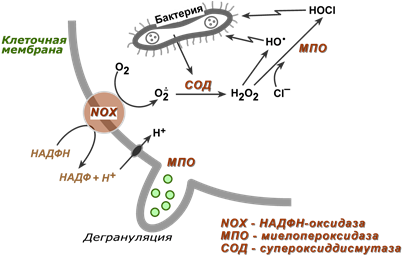 Бактерия
HOCl
Клеточная
мембрана
HO•
МПО
O₂
NOX
O₂∸
СОД
H₂O₂
Cl⁻
H⁺
НАДФН
МПО
НАДФ + H⁺
Дегрануляция
NOX - НАДФН-оксидаза
МПО - миелопероксидаза
СОД - супероксиддисмутаза